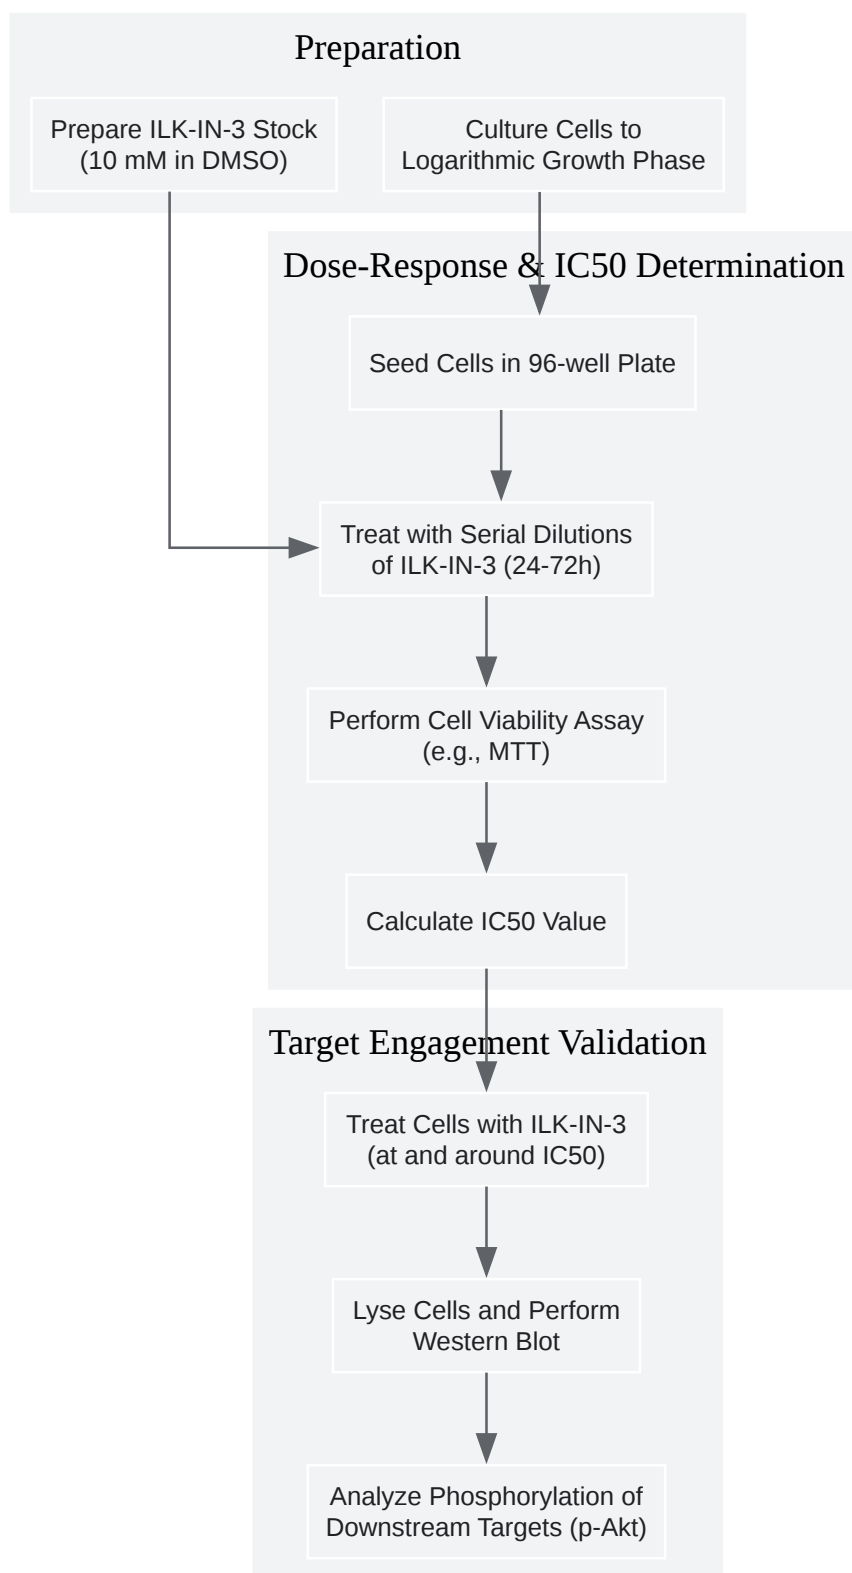 Preparation
Prepare ILK-IN-3 Stock
(10 mM in DMSO)
Culture Cells to
Logarithmic Growth Phase
Dose-Response & IC50 Determination
Seed Cells in 96-well Plate
Treat with Serial Dilutions
of ILK-IN-3 (24-72h)
Perform Cell Viability Assay
(e.g., MTT)
Calculate IC50 Value
Target Engagement Validation
Treat Cells with ILK-IN-3
(at and around IC50)
Lyse Cells and Perform
Western Blot
Analyze Phosphorylation of
Downstream Targets (p-Akt)